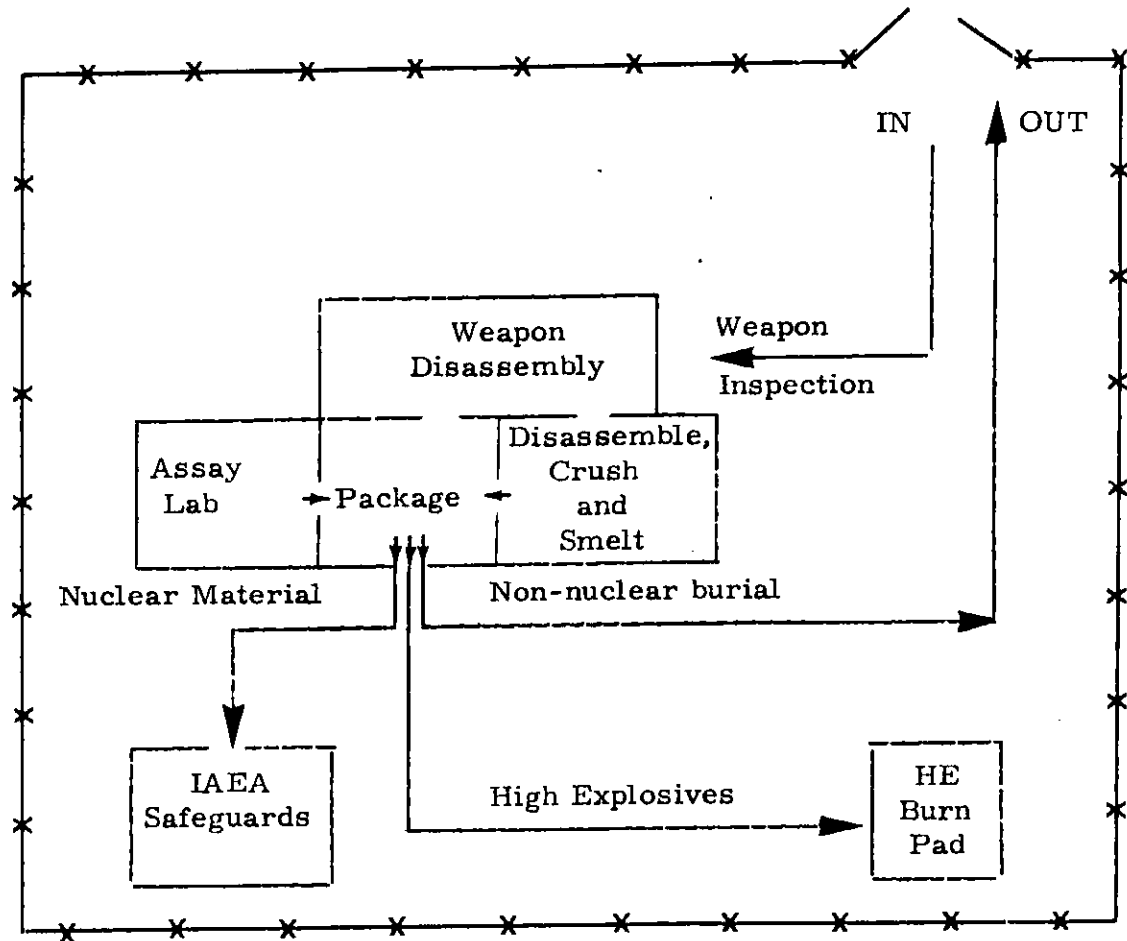 IN
OUT
Weapon
Disassembly
Weapon
Inspection
Assay
Lab
Package
Disassemble,
Crush
and
Smelt
Nuclear Material
Non-nuclear burial
IAEA
Safeguards
High Explosives
HE
Burn
Pad